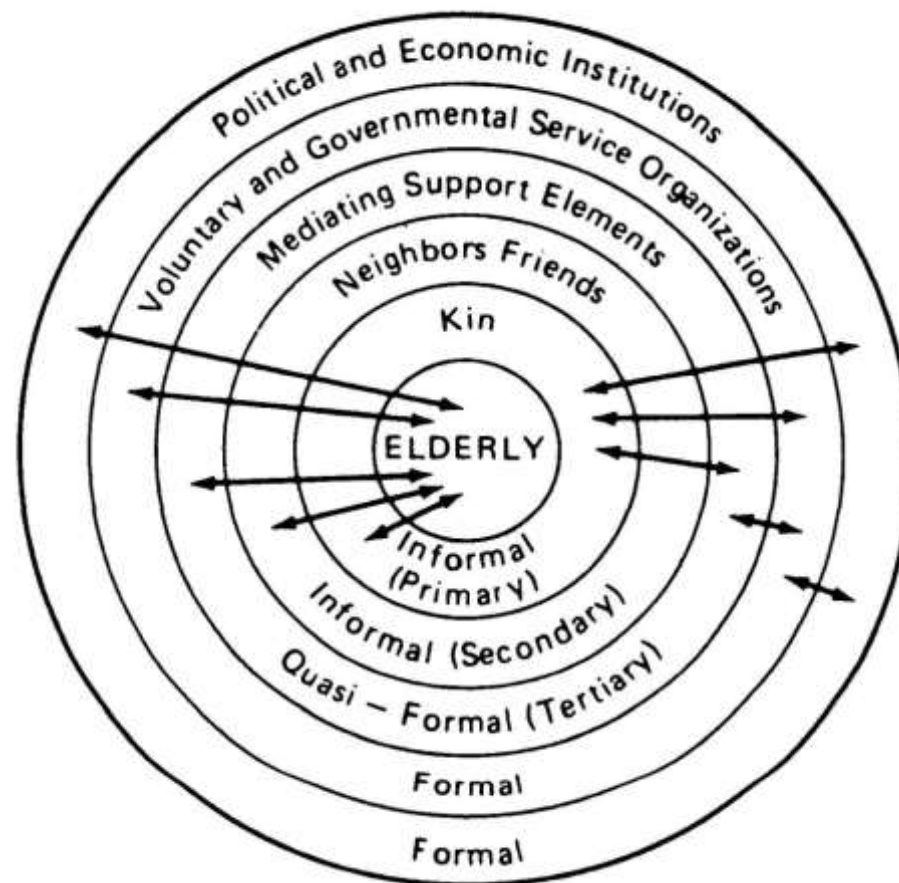 Political and Economic Institutions
Voluntary and Governmental Service Organizations
Mediating Support Elements
Neighbors Friends
Kin
ELDERLY
Informal
(Primary)
Informal (Secondary)
Quasi – Formal (Tertiary)
Formal
Formal